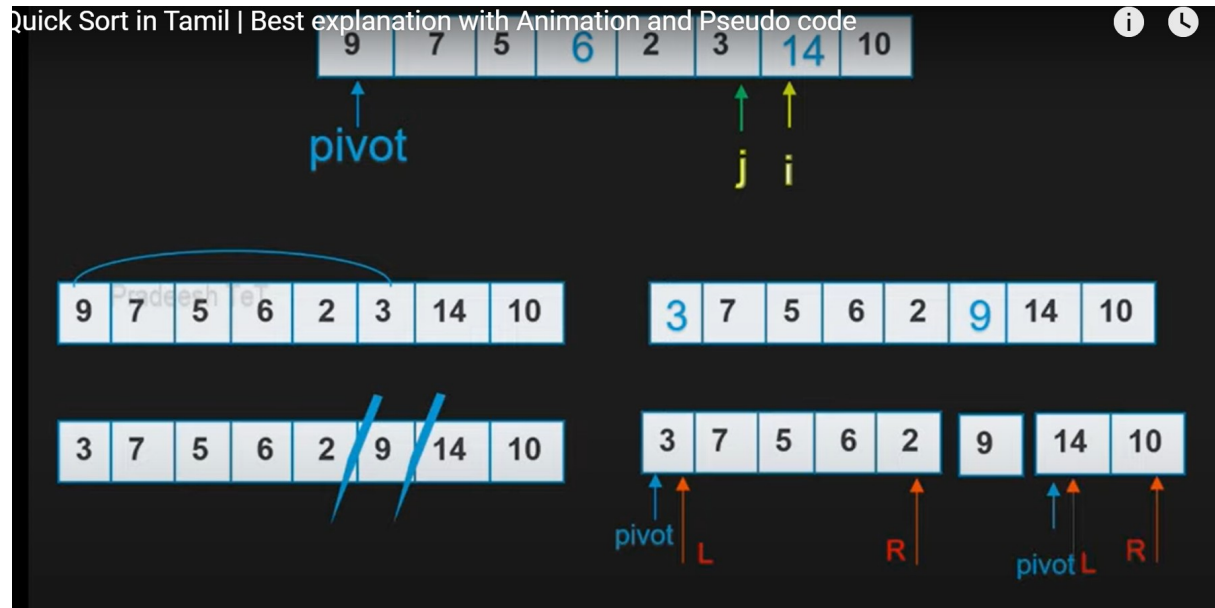 Quick Sort in Tamil | Best explanation with Animation and Pseudo code
9 7 5 6 2 3 14 10
pivot j i
Pradeesh TeT
9 7 5 6 2 3 14 10
3 7 5 6 2 9 14 10
3 7 5 6 2 9 14 10
3 7 5 6 2 9 14 10
pivot L R pivot L R